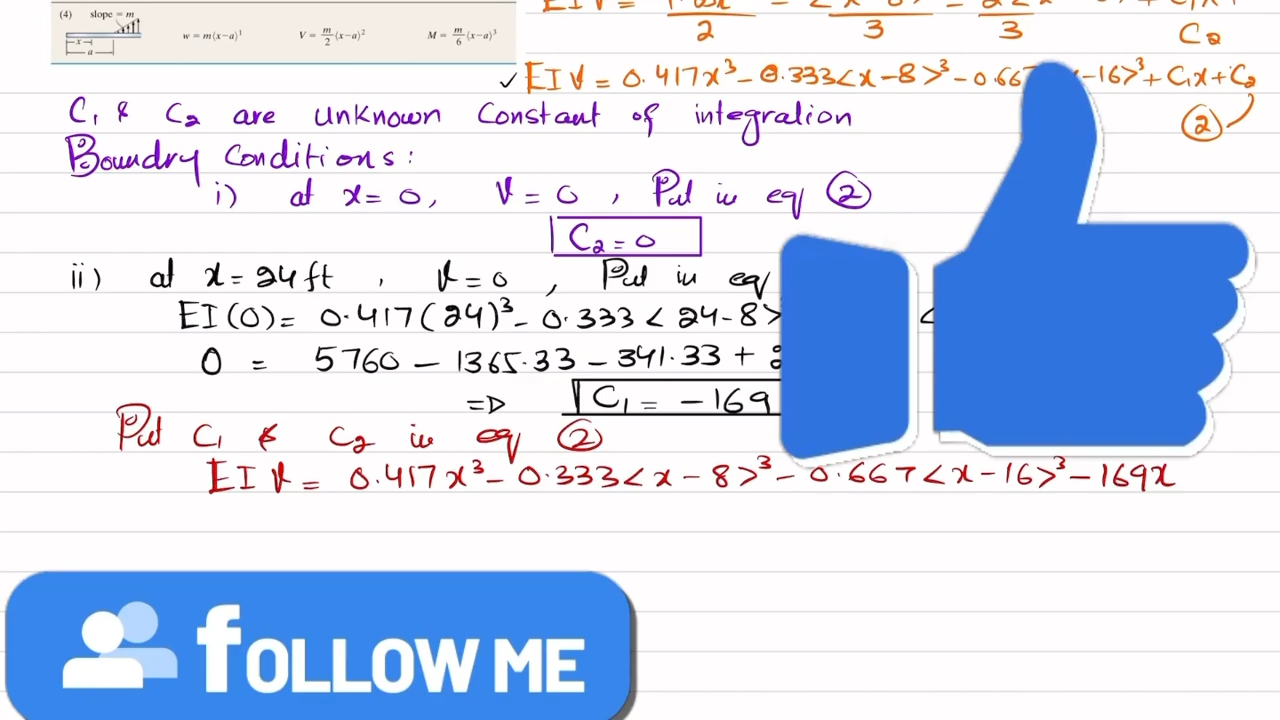 (4) slope = m
x
a
w = m⟨x−a⟩¹ V = m/2⟨x−a⟩² M = m/6⟨x−a⟩³
2 3 3 C₂
✓ EIV = 0.417x³ - 0.333<x-8>³ - 0.667 -16>³ + C₁x + C₂
②
C₁ & C₂ are unknown Constant of integralion
Boundry Conditions:
i) at x = 0, V = 0, Put in eq ②
C₂ = 0
ii) at x = 24 ft, V = 0, Put in eq
EI(0) = 0.417(24)³ - 0.333 < 24-8> <
0 = 5760 - 1365.33 - 341.33 +
=> C₁ = -169
Put C₁ & C₂ in eq ②
EIV = 0.417x³ - 0.333<x-8>³ - 0.667<x-16>³ - 169x
fOLLOW ME